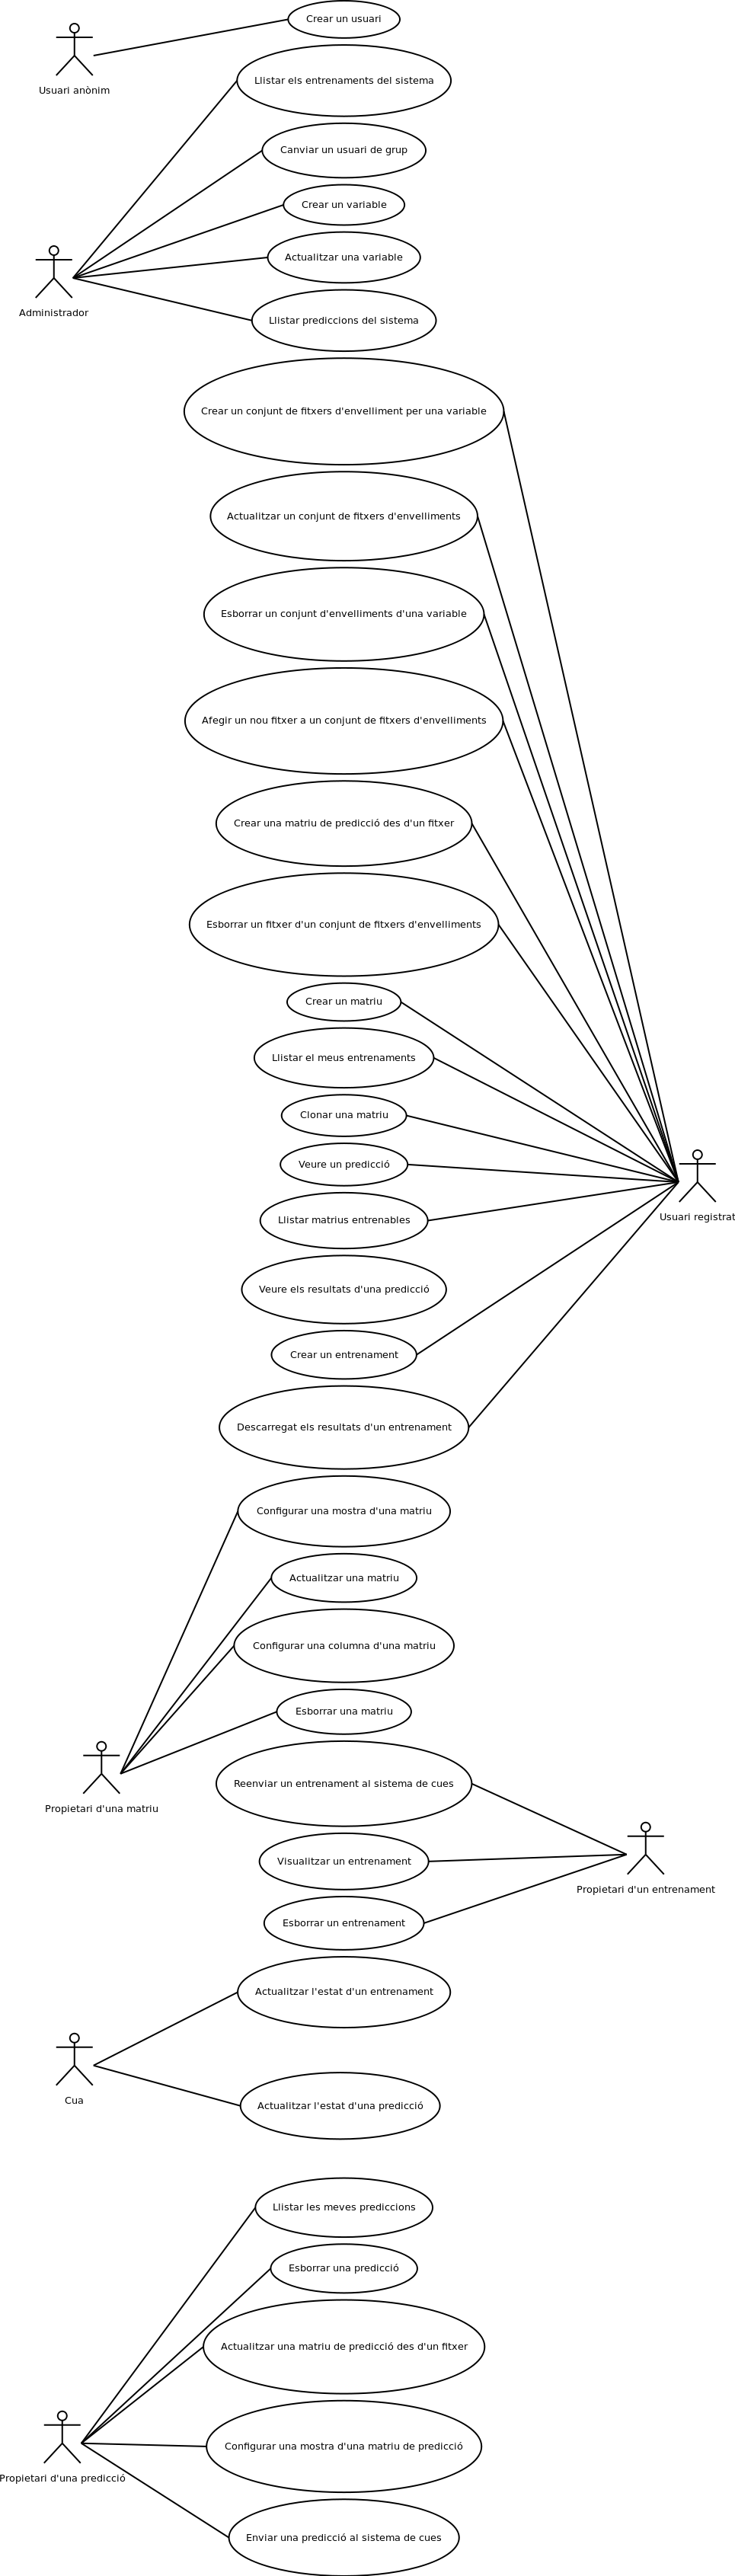 Crear un usuari
Usuari anònim
Llistar els entrenaments del sistema
Canviar un usuari de grup
Crear un variable
Actualitzar una variable
Administrador
Llistar prediccions del sistema
Crear un conjunt de fitxers d'envelliment per una variable
Actualitzar un conjunt de fitxers d'envelliments
Esborrar un conjunt d'envelliments d'una variable
Afegir un nou fitxer a un conjunt de fitxers d'envelliments
Crear una matriu de predicció des d'un fitxer
Esborrar un fitxer d'un conjunt de fitxers d'envelliments
Crear un matriu
Llistar el meus entrenaments
Clonar una matriu
Veure un predicció
Usuari registrat
Llistar matrius entrenables
Veure els resultats d'una predicció
Crear un entrenament
Descarregat els resultats d'un entrenament
Configurar una mostra d'una matriu
Actualitzar una matriu
Configurar una columna d'una matriu
Esborrar una matriu
Reenviar un entrenament al sistema de cues
Propietari d'una matriu
Visualitzar un entrenament
Propietari d'un entrenament
Esborrar un entrenament
Actualitzar l'estat d'un entrenament
Cua
Actualitzar l'estat d'una predicció
Llistar les meves prediccions
Esborrar una predicció
Actualitzar una matriu de predicció des d'un fitxer
Configurar una mostra d'una matriu de predicció
Propietari d'una predicció
Enviar una predicció al sistema de cues